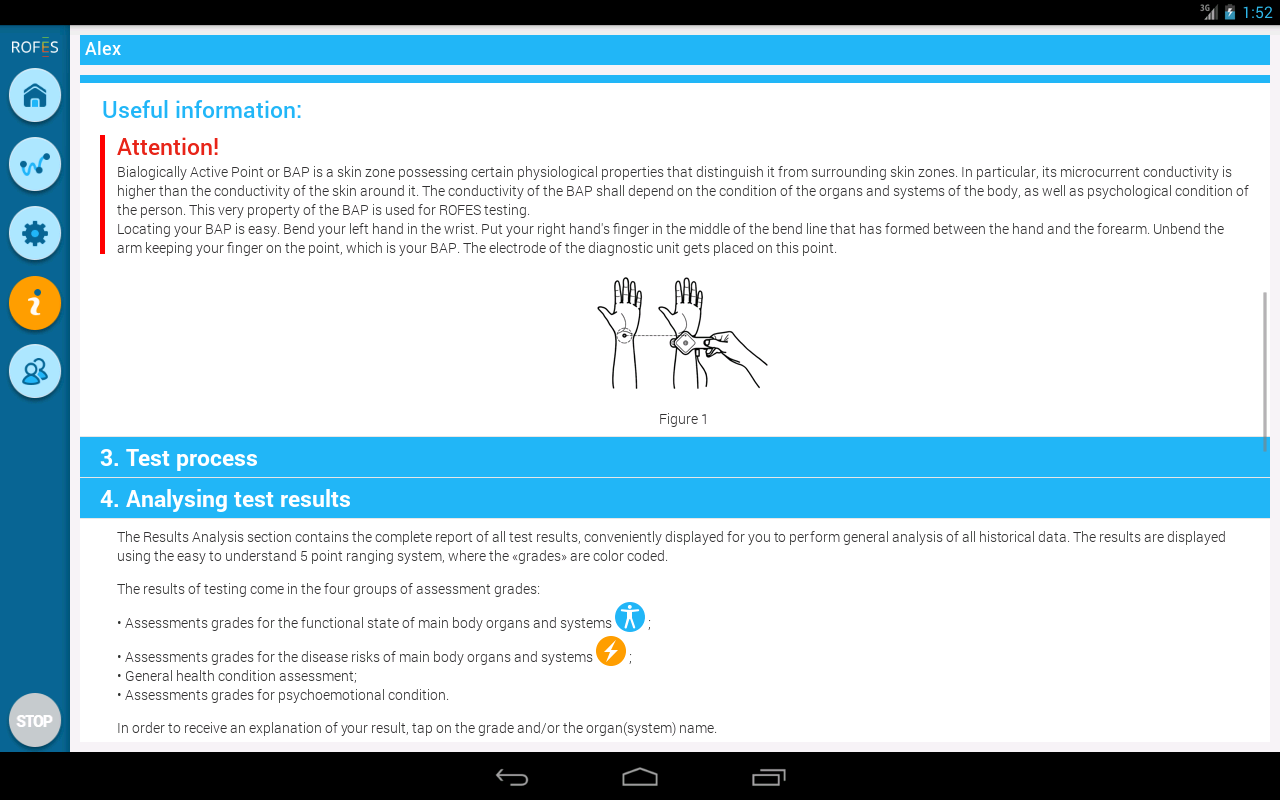 3G 1:52
ROFES
Alex
Useful information:
Attention!
Bialogically Active Point or BAP is a skin zone possessing certain physiological properties that distinguish it from surrounding skin zones. In particular, its microcurrent conductivity is
higher than the conductivity of the skin around it. The conductivity of the BAP shall depend on the condition of the organs and systems of the body, as well as psychological condition of
the person. This very property of the BAP is used for ROFES testing.
Locating your BAP is easy. Bend your left hand in the wrist. Put your right hand's finger in the middle of the bend line that has formed between the hand and the forearm. Unbend the
arm keeping your finger on the point, which is your BAP. The electrode of the diagnostic unit gets placed on this point.
Figure 1
3. Test process
4. Analysing test results
The Results Analysis section contains the complete report of all test results, conveniently displayed for you to perform general analysis of all historical data. The results are displayed
using the easy to understand 5 point ranging system, where the «grades» are color coded.
The results of testing come in the four groups of assessment grades:
• Assessments grades for the functional state of main body organs and systems ;
• Assessments grades for the disease risks of main body organs and systems ;
• General health condition assessment;
• Assessments grades for psychoemotional condition.
In order to receive an explanation of your result, tap on the grade and/or the organ(system) name.
STOP